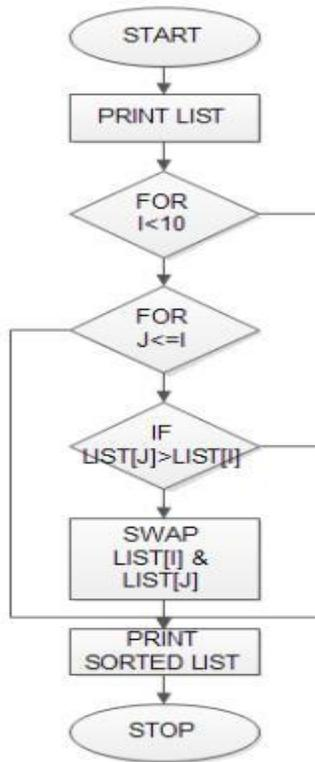 START
PRINT LIST
FOR
I<10
FOR
J<=I
IF
LIST[J]>LIST[I]
SWAP
LIST[I] &
LIST[J]
PRINT
SORTED LIST
STOP